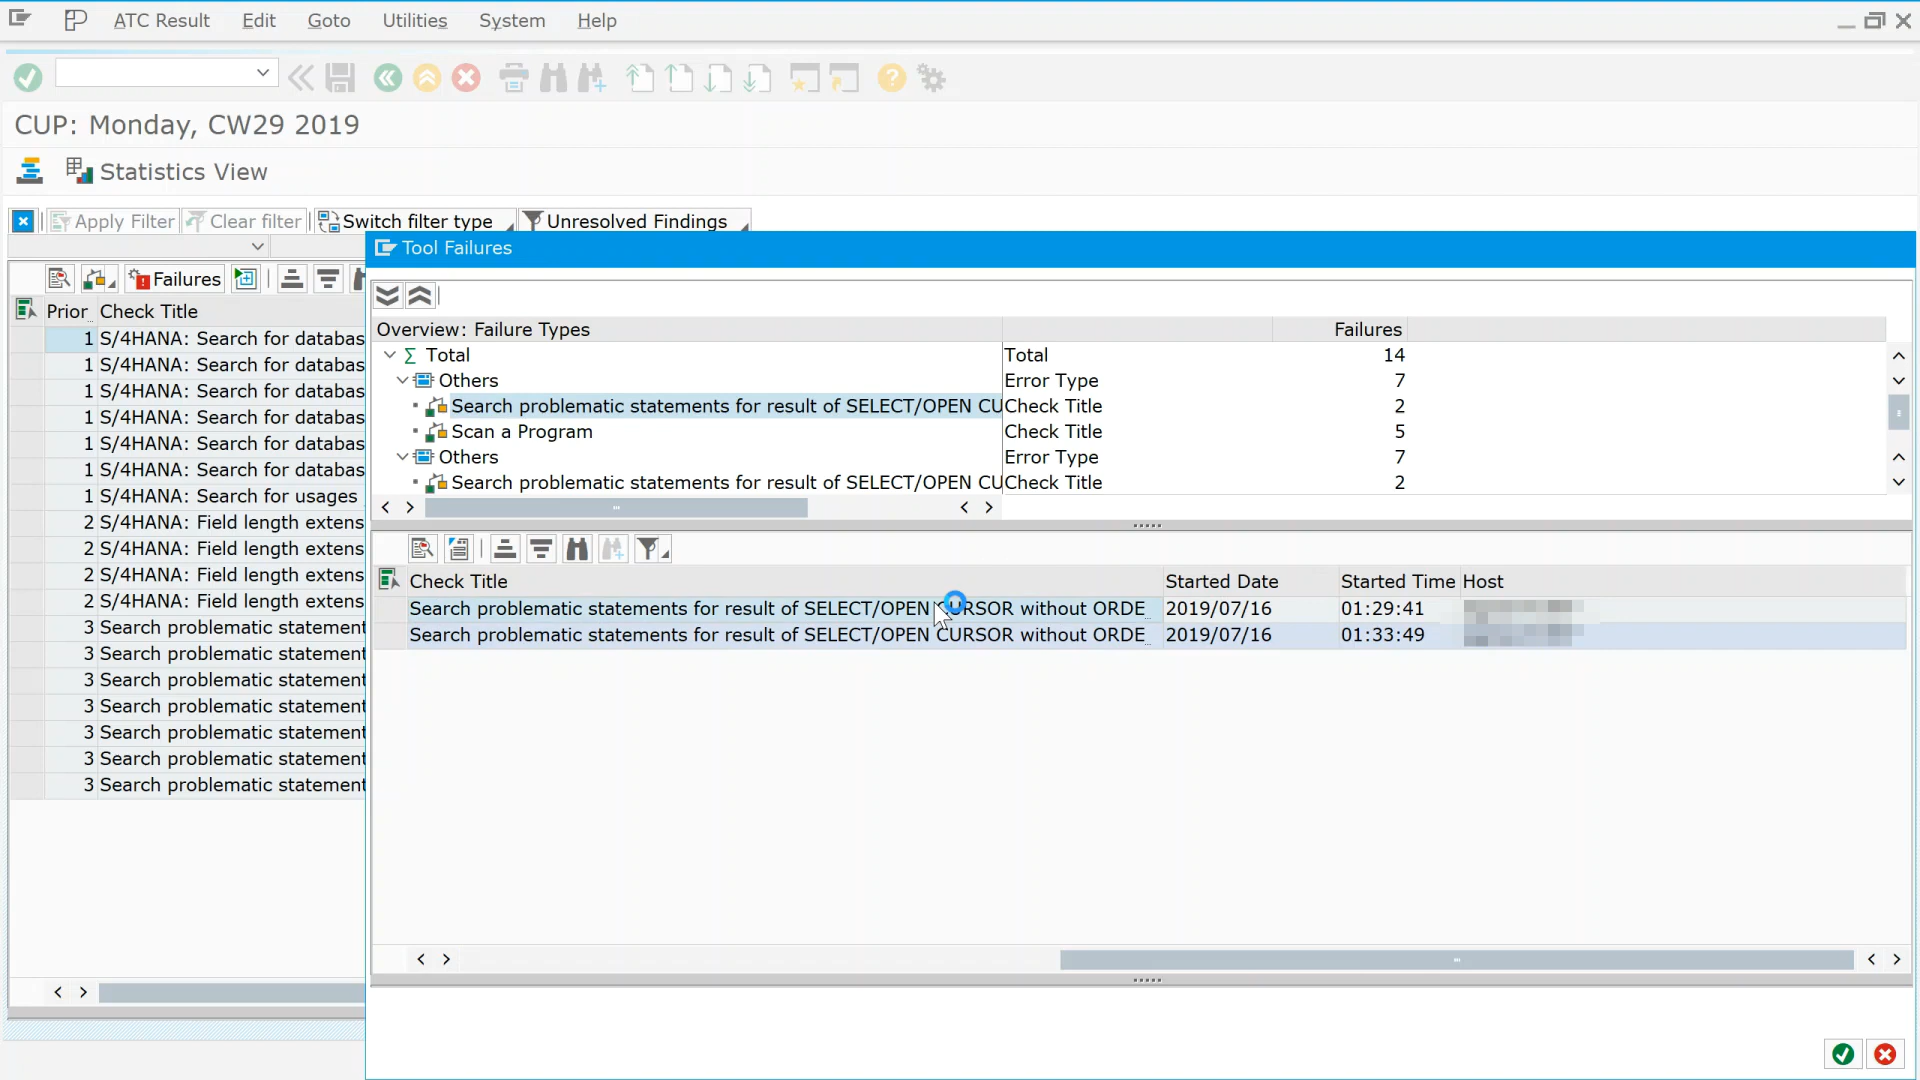 ATC Result Edit Goto Utilities System Help
CUP: Monday, CW29 2019
Statistics View
Apply Filter Clear filter Switch filter type Unresolved Findings
Tool Failures
Failures
Prior Check Title
1 S/4HANA: Search for databas
1 S/4HANA: Search for databas
1 S/4HANA: Search for databas
1 S/4HANA: Search for databas
1 S/4HANA: Search for databas
1 S/4HANA: Search for databas
1 S/4HANA: Search for usages
2 S/4HANA: Field length extens
2 S/4HANA: Field length extens
2 S/4HANA: Field length extens
2 S/4HANA: Field length extens
3 Search problematic statement
3 Search problematic statement
3 Search problematic statement
3 Search problematic statement
3 Search problematic statement
3 Search problematic statement
3 Search problematic statement
Overview: Failure Types Failures
Total Total 14
Others Error Type 7
Search problematic statements for result of SELECT/OPEN CU Check Title 2
Scan a Program Check Title 5
Others Error Type 7
Search problematic statements for result of SELECT/OPEN CU Check Title 2
Check Title Started Date Started Time Host
Search problematic statements for result of SELECT/OPEN CURSOR without ORDE 2019/07/16 01:29:41
Search problematic statements for result of SELECT/OPEN CURSOR without ORDE 2019/07/16 01:33:49